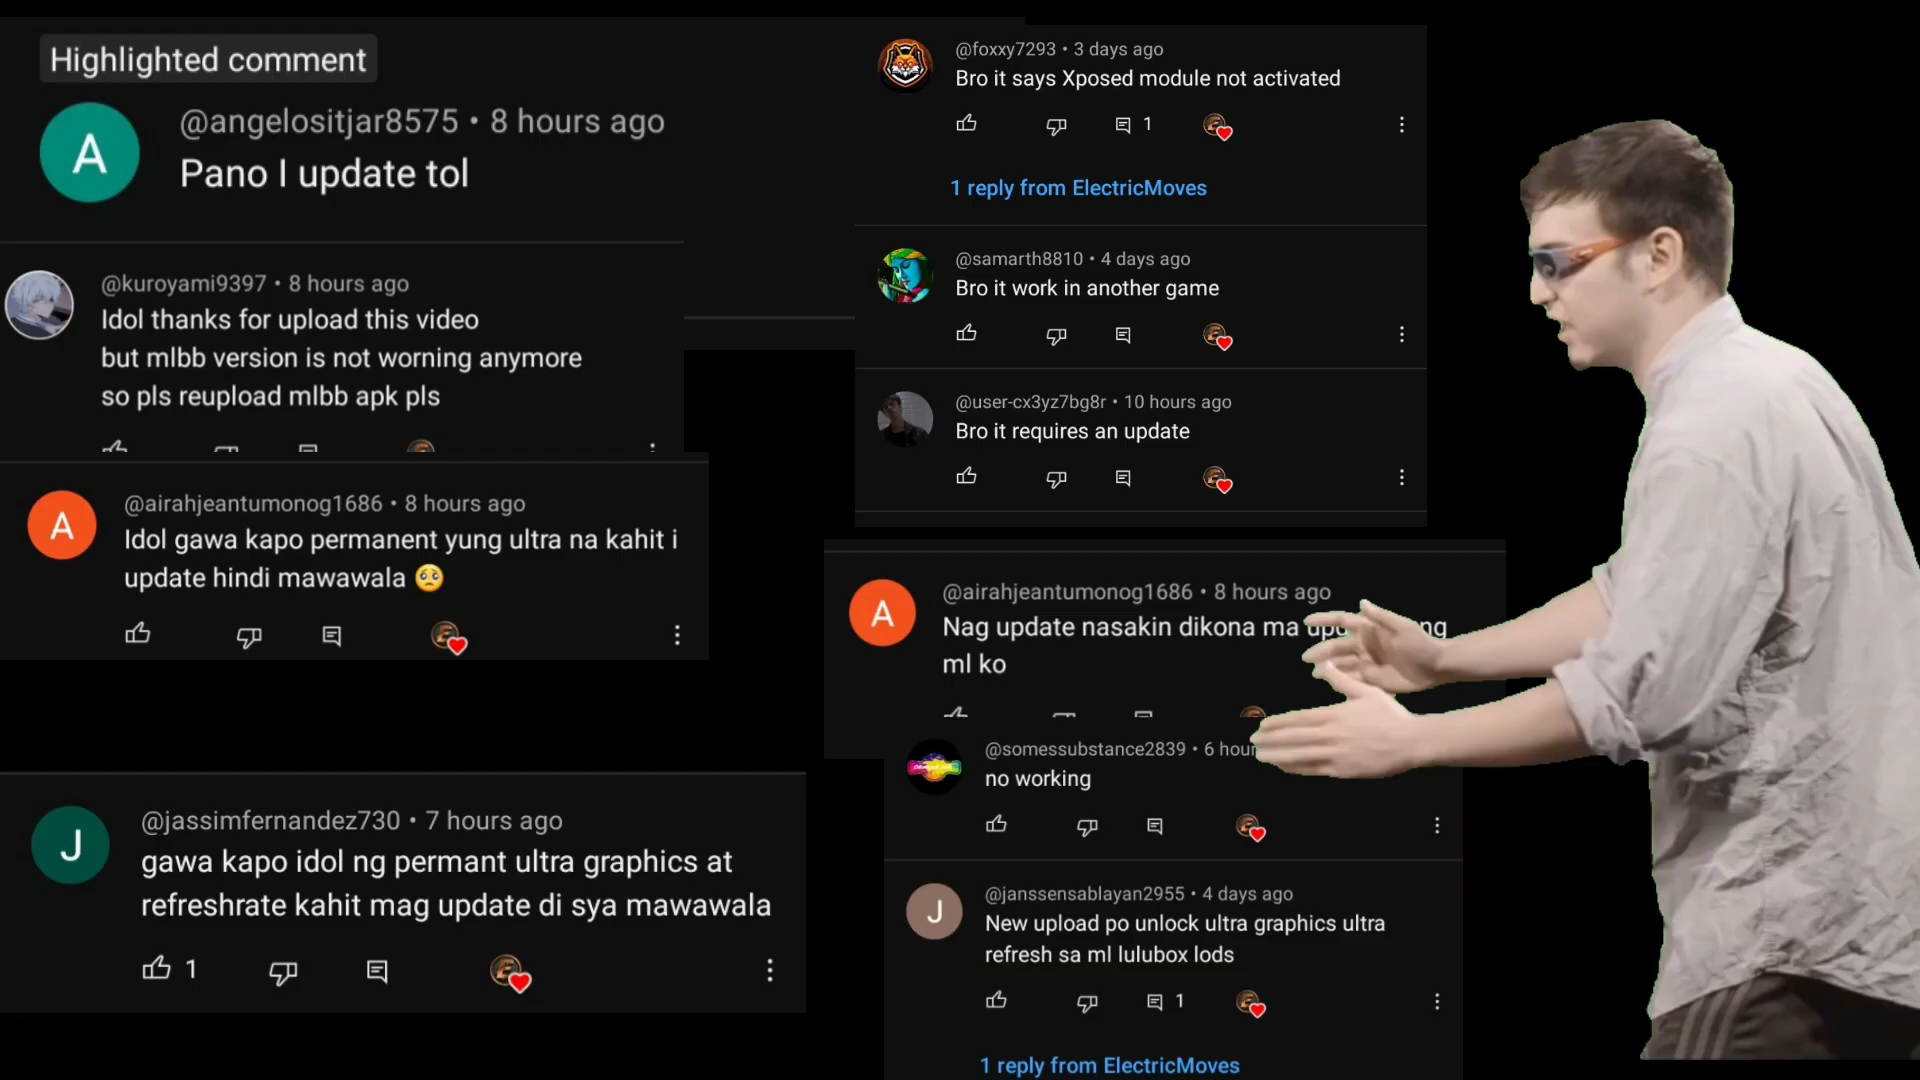 Highlighted comment
A
@angelositjar8575 • 8 hours ago
Pano I update tol
@kuroyami9397 • 8 hours ago
Idol thanks for upload this video
but mlbb version is not worning anymore
so pls reupload mlbb apk pls
A
@airahjeantumonog1686 • 8 hours ago
Idol gawa kapo permanent yung ultra na kahit i
update hindi mawawala 🥺
J
@jassimfernandez730 • 7 hours ago
gawa kapo idol ng permant ultra graphics at
refreshrate kahit mag update di sya mawawala
1
@foxxy7293 • 3 days ago
Bro it says Xposed module not activated
1
1 reply from ElectricMoves
@samarth8810 • 4 days ago
Bro it work in another game
@user-cx3yz7bg8r • 10 hours ago
Bro it requires an update
A
@airahjeantumonog1686 • 8 hours ago
Nag update nasakin dikona ma
ml ko
@somessubstance2839 • 6
no working
J
@janssensablayan2955 • 4 days ago
New upload po unlock ultra graphics ultra
refresh sa ml lulubox lods
1
1 reply from ElectricMoves